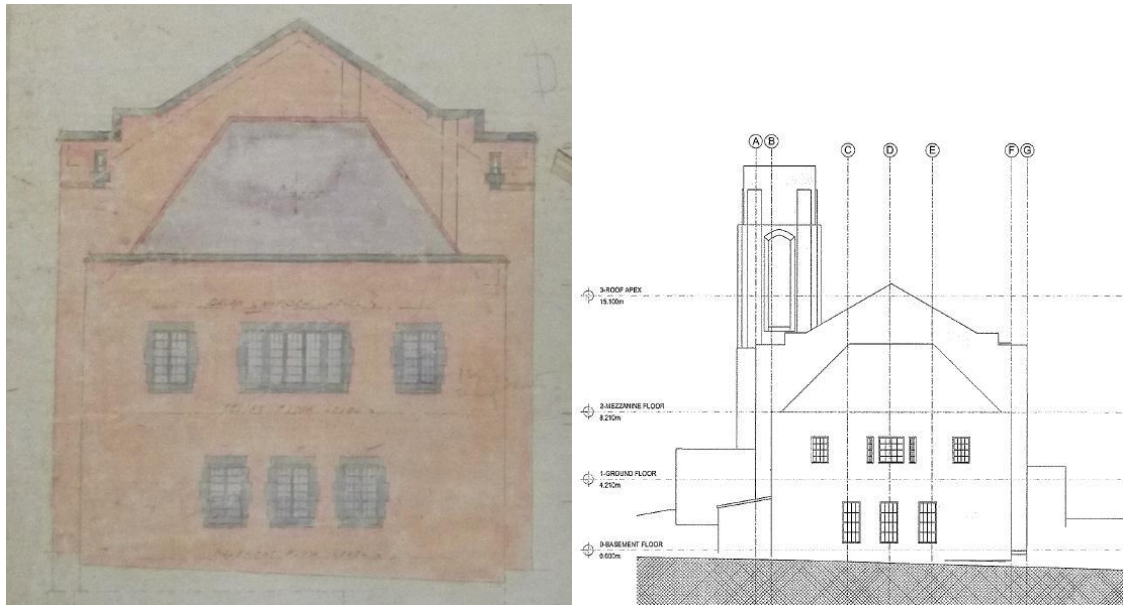 D
A
B
C
D
E
F
G
3-ROOF APEX
15.100m
2-MEZZANINE FLOOR
8.210m
1-GROUND FLOOR
4.210m
0-BASEMENT FLOOR
0.000m